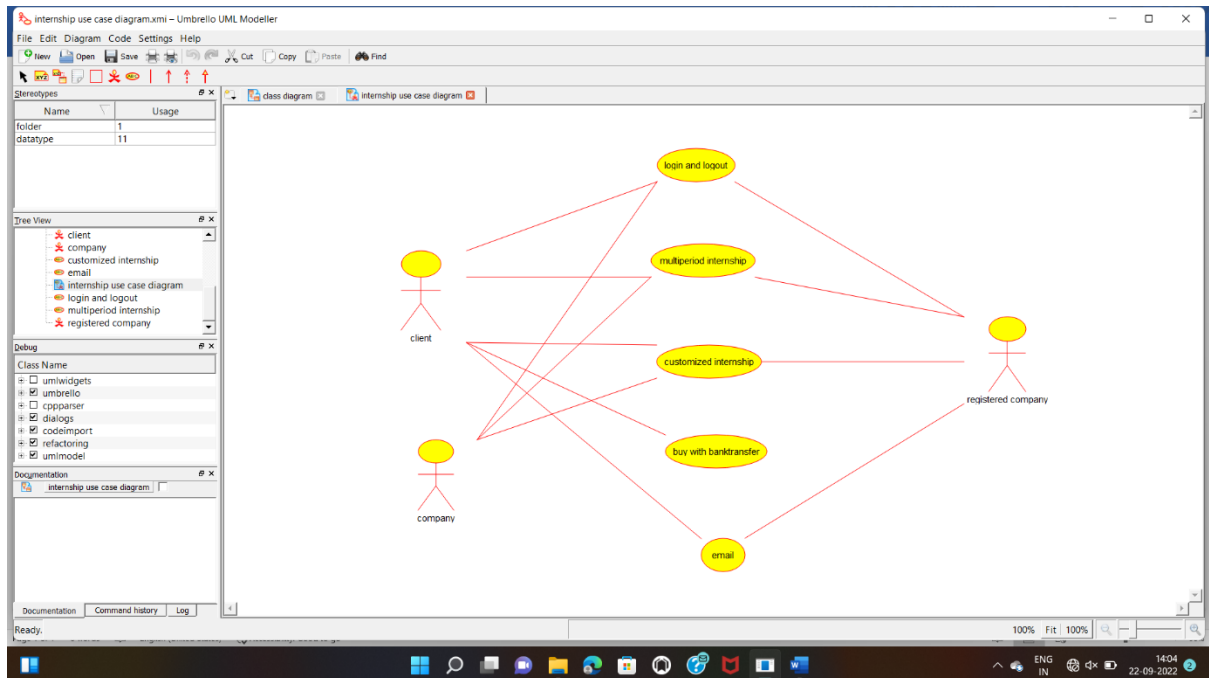 internship use case diagram.xmi – Umbrello UML Modeller
File Edit Diagram Code Settings Help
New Open Save Cut Copy Paste Find
XYZ
Stereotypes
Name Usage
folder 1
datatype 11
Tree View
client
company
customized internship
email
internship use case diagram
login and logout
multiperiod internship
registered company
Debug
Class Name
umlwidgets
umbrello
cppparser
dialogs
codeimport
refactoring
umlmodel
Documentation
internship use case diagram
Documentation Command history Log
class diagram internship use case diagram
login and logout
multiperiod internship
client
customized internship
registered company
buy with banktransfer
company
email
Ready.
100% Fit 100%
ENG
IN
14:04
22-09-2022
2